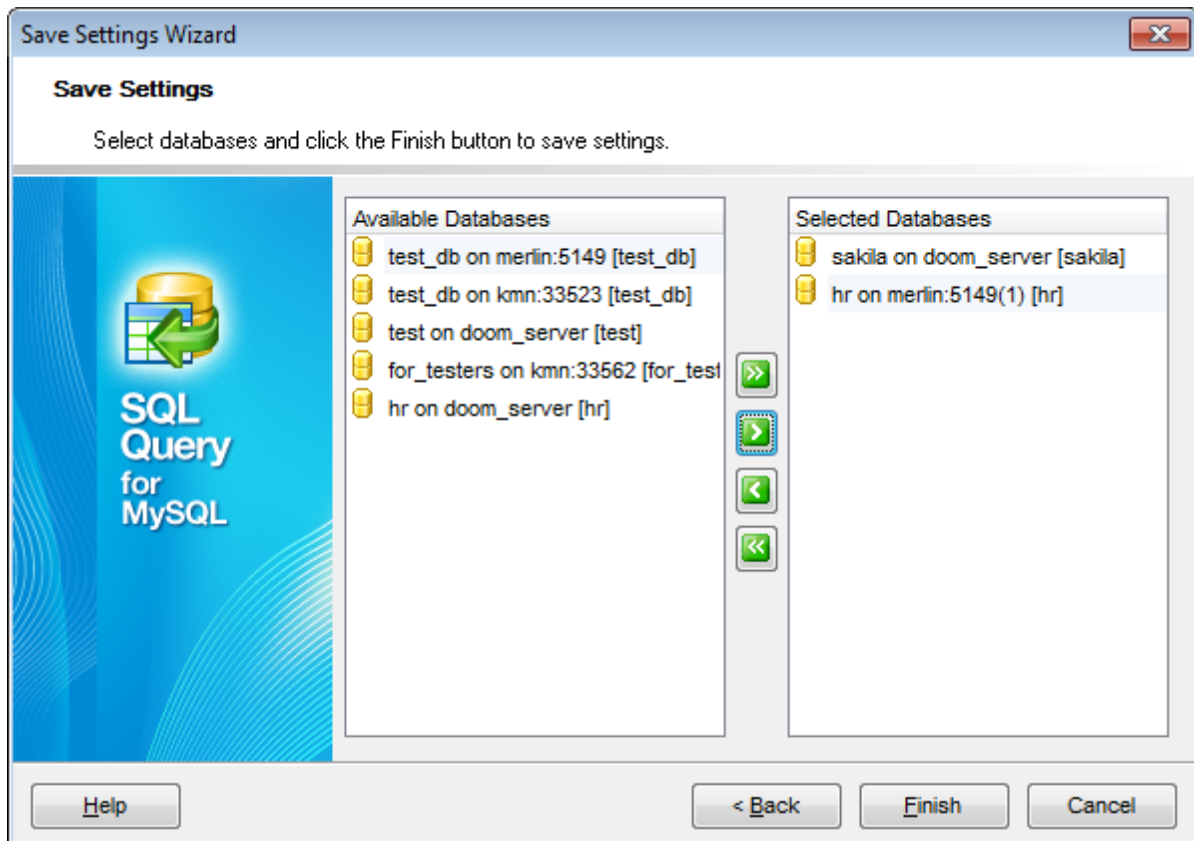 Save Settings Wizard
Save Settings
Select databases and click the Finish button to save settings.
SQL
Query
for
MySQL
Available Databases
test_db on merlin:5149 [test_db]
test_db on kmn:33523 [test_db]
test on doom_server [test]
for_testers on kmn:33562 [for_test
hr on doom_server [hr]
Selected Databases
sakila on doom_server [sakila]
hr on merlin:5149(1) [hr]
Help
< Back
Finish
Cancel